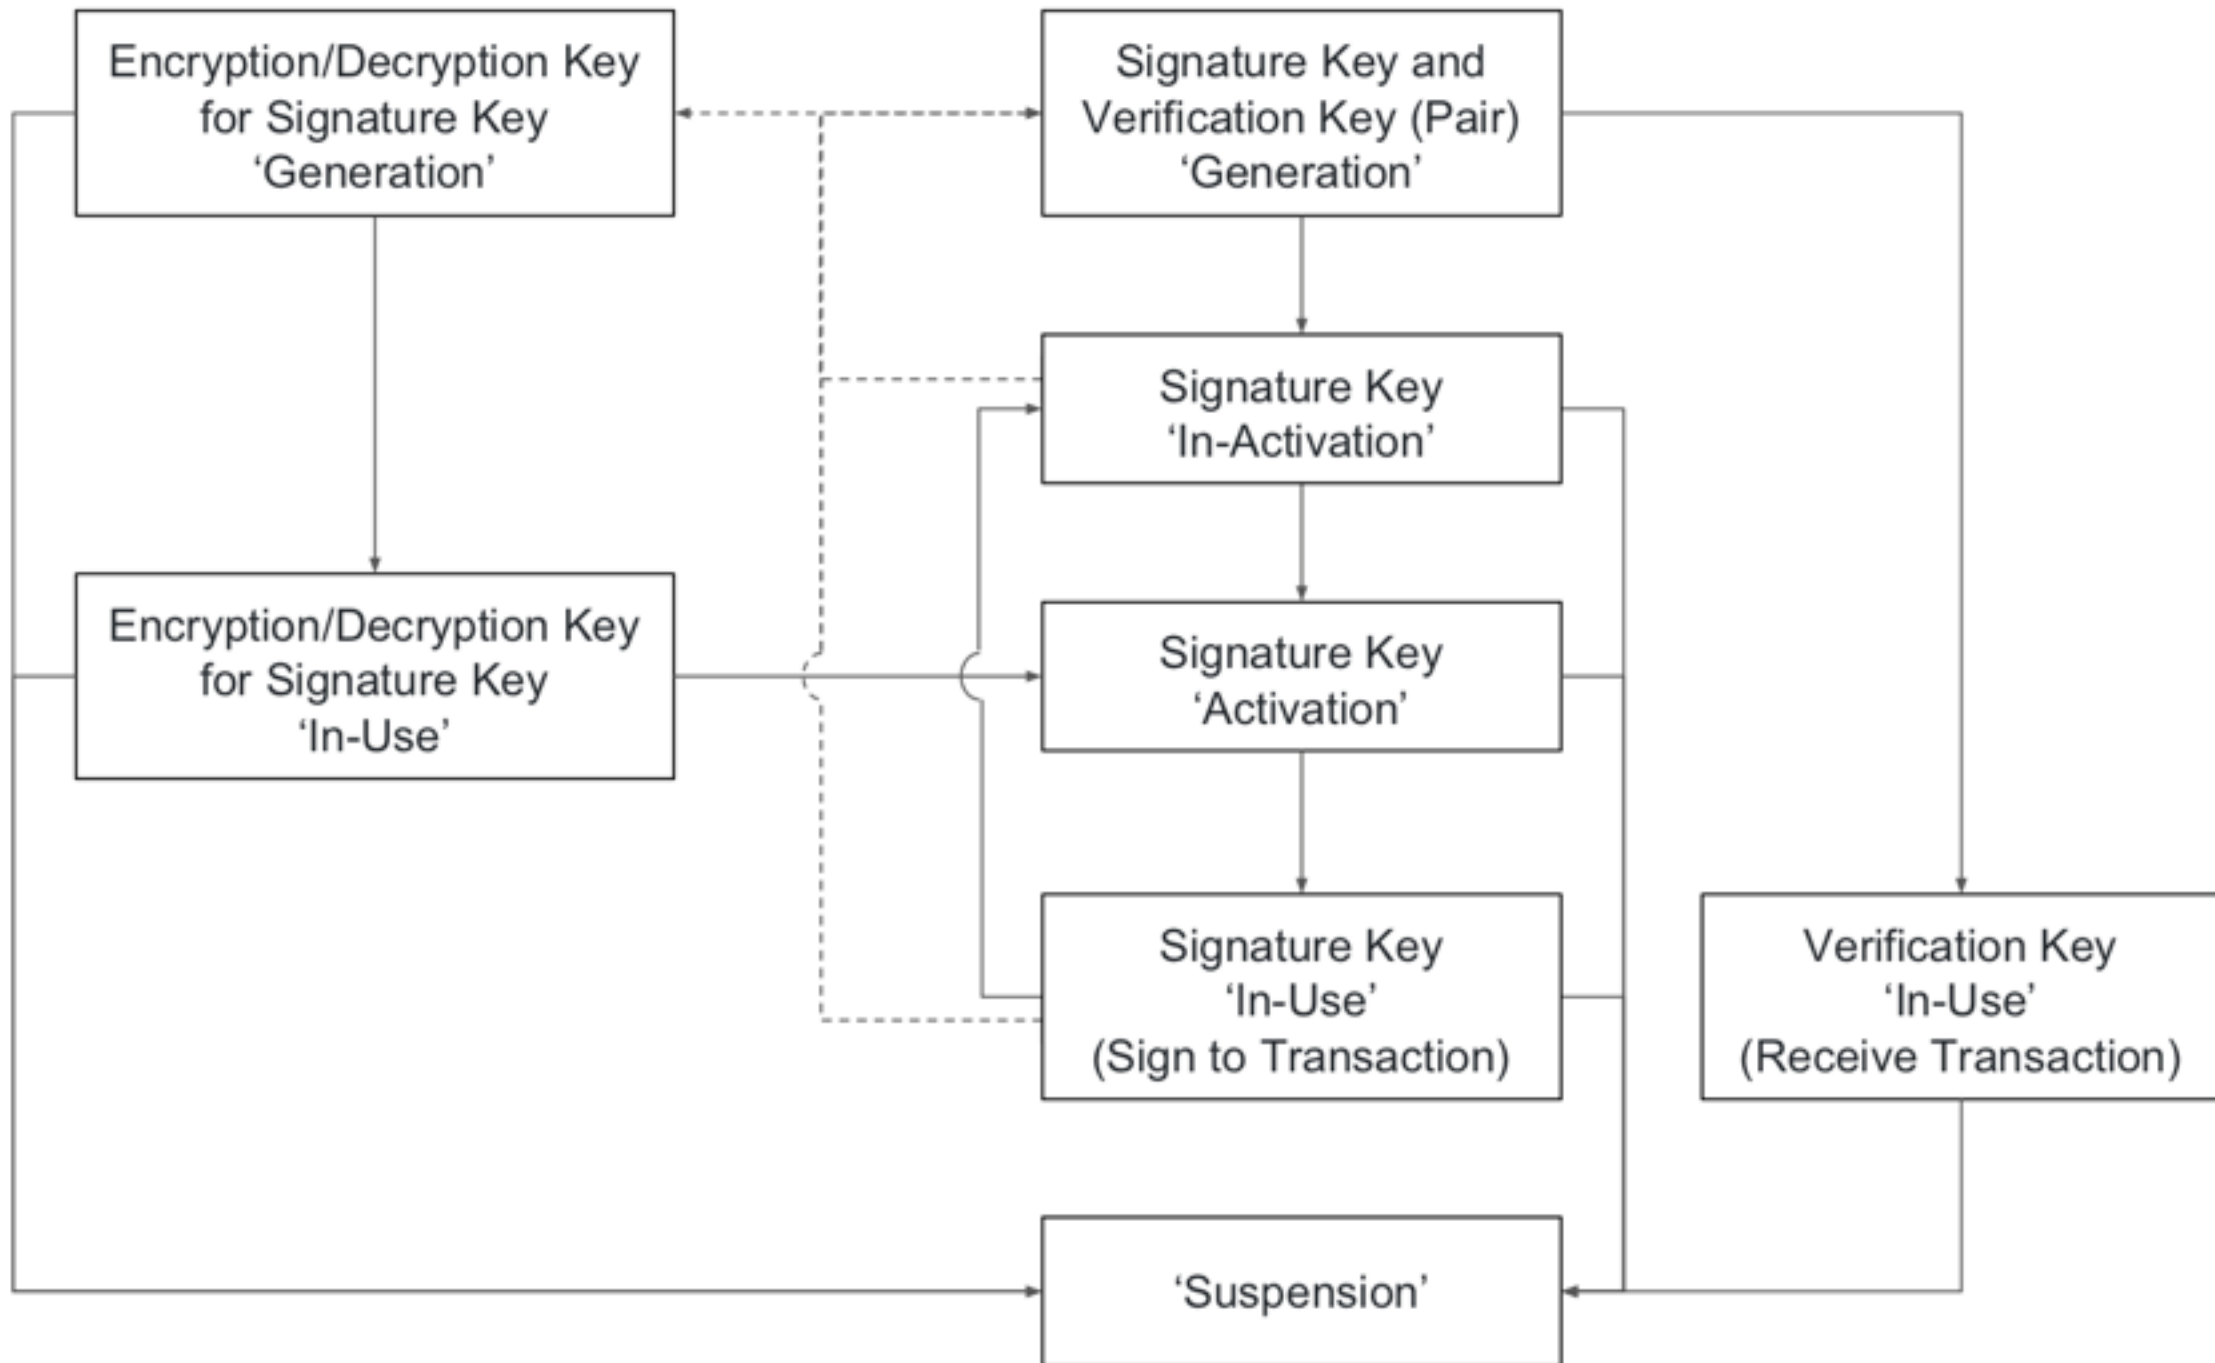 Encryption/Decryption Key
for Signature Key
‘Generation’
Signature Key and
Verification Key (Pair)
‘Generation’
Signature Key
‘In-Activation’
Encryption/Decryption Key
for Signature Key
‘In-Use’
Signature Key
‘Activation’
Signature Key
‘In-Use’
(Sign to Transaction)
Verification Key
‘In-Use’
(Receive Transaction)
‘Suspension’